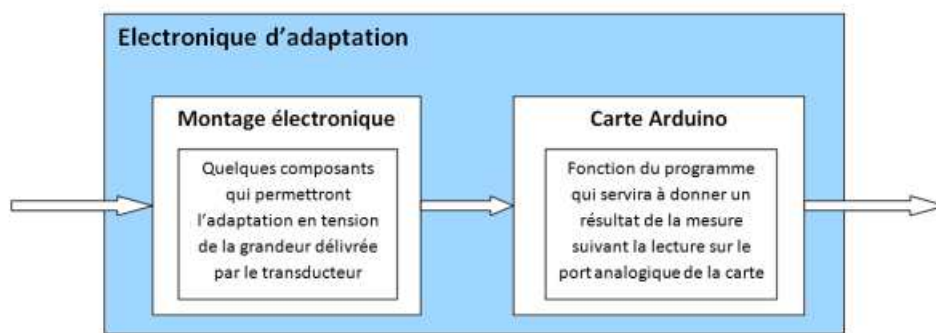 Electronique d'adaptation
Montage électronique
Quelques composants
qui permettront
l'adaptation en tension
de la grandeur délivrée
par le transducteur
Carte Arduino
Fonction du programme
qui servira à donner un
résultat de la mesure
suivant la lecture sur le
port analogique de la carte